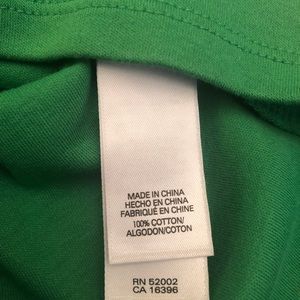 MADE IN CHINA
HECHO EN CHINA
FABRIQUÉ EN CHINE
100% COTTON/
ALGODON/COTON
RN 52002
CA 16396